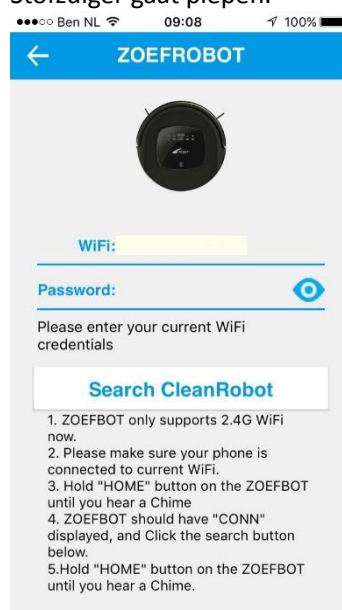 Stofzuiger gaat piepen.
Ben NL 09:08 100%
ZOEFROBOT
WiFi:
Password:
Please enter your current WiFi
credentials
Search CleanRobot
1. ZOEFBOT only supports 2.4G WiFi
now.
2. Please make sure your phone is
connected to current WiFi.
3. Hold "HOME" button on the ZOEFBOT
until you hear a Chime
4. ZOEFBOT should have "CONN"
displayed, and Click the search button
below.
5.Hold "HOME" button on the ZOEFBOT
until you hear a Chime.